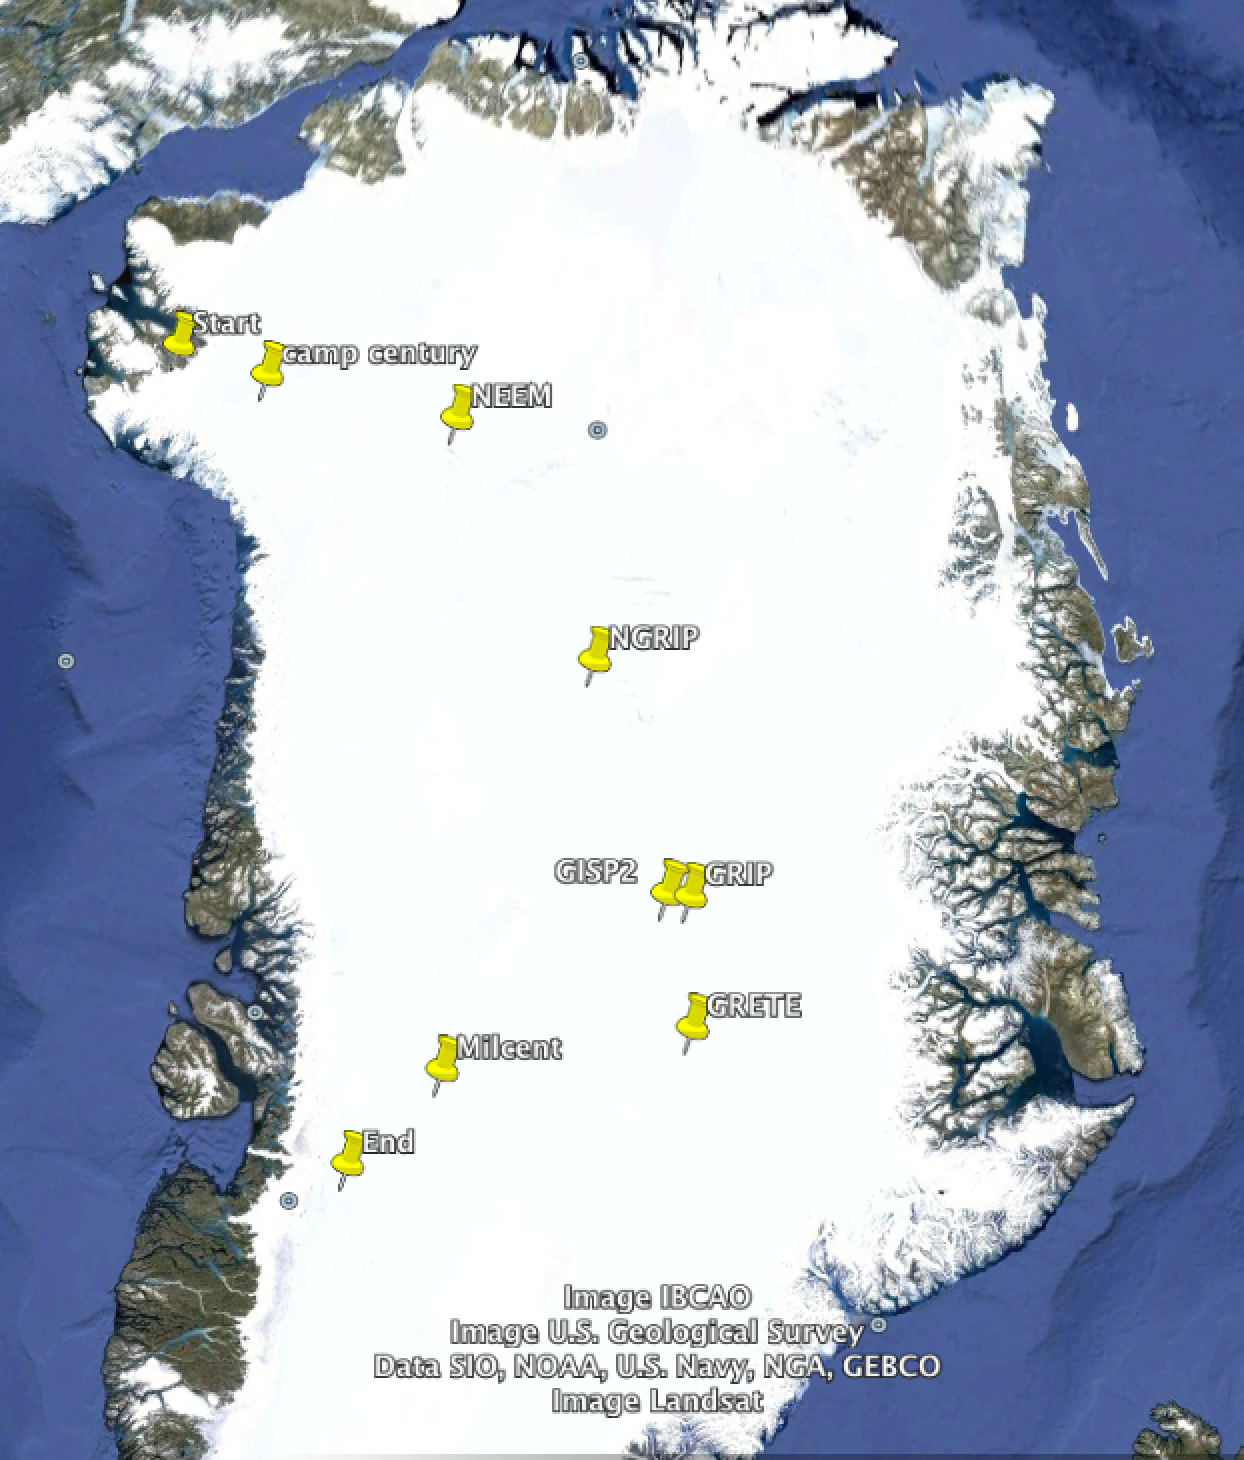 Start
camp century
NEEM
NGRIP
GISP2
GRIP
GRETE
Milcent
End
Image IBCAO
Image U.S. Geological Survey
Data SIO, NOAA, U.S. Navy, NGA, GEBCO
Image Landsat